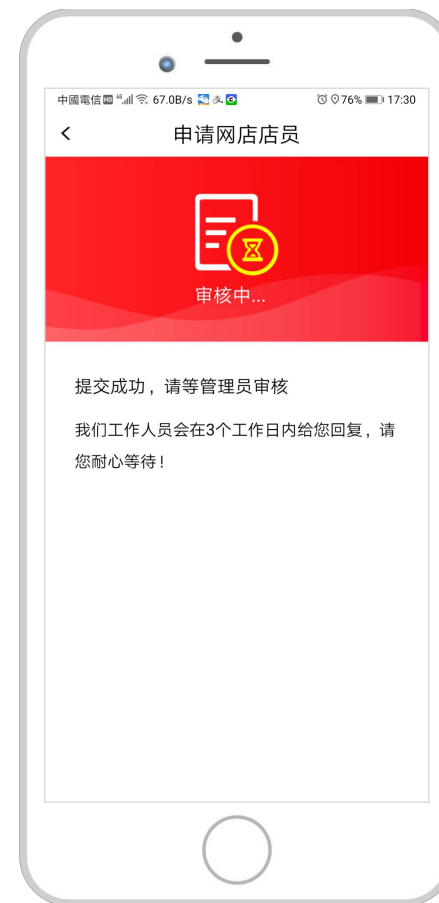 中國電信 HD 4G 67.0B/s 76% 17:30
申请网店店员
审核中...
提交成功，请等管理员审核
我们工作人员会在3个工作日内给您回复，请
您耐心等待！